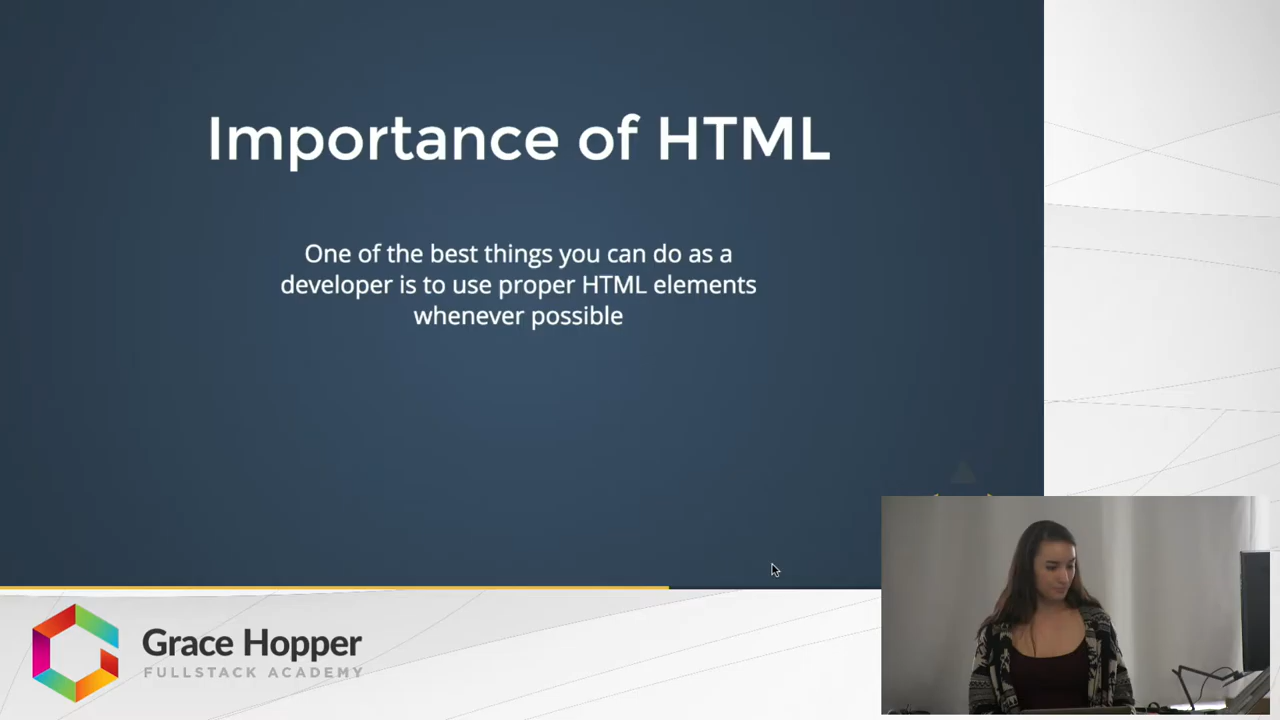 Importance of HTML
One of the best things you can do as a
developer is to use proper HTML elements
whenever possible
Grace Hopper
FULLSTACK ACADEMY